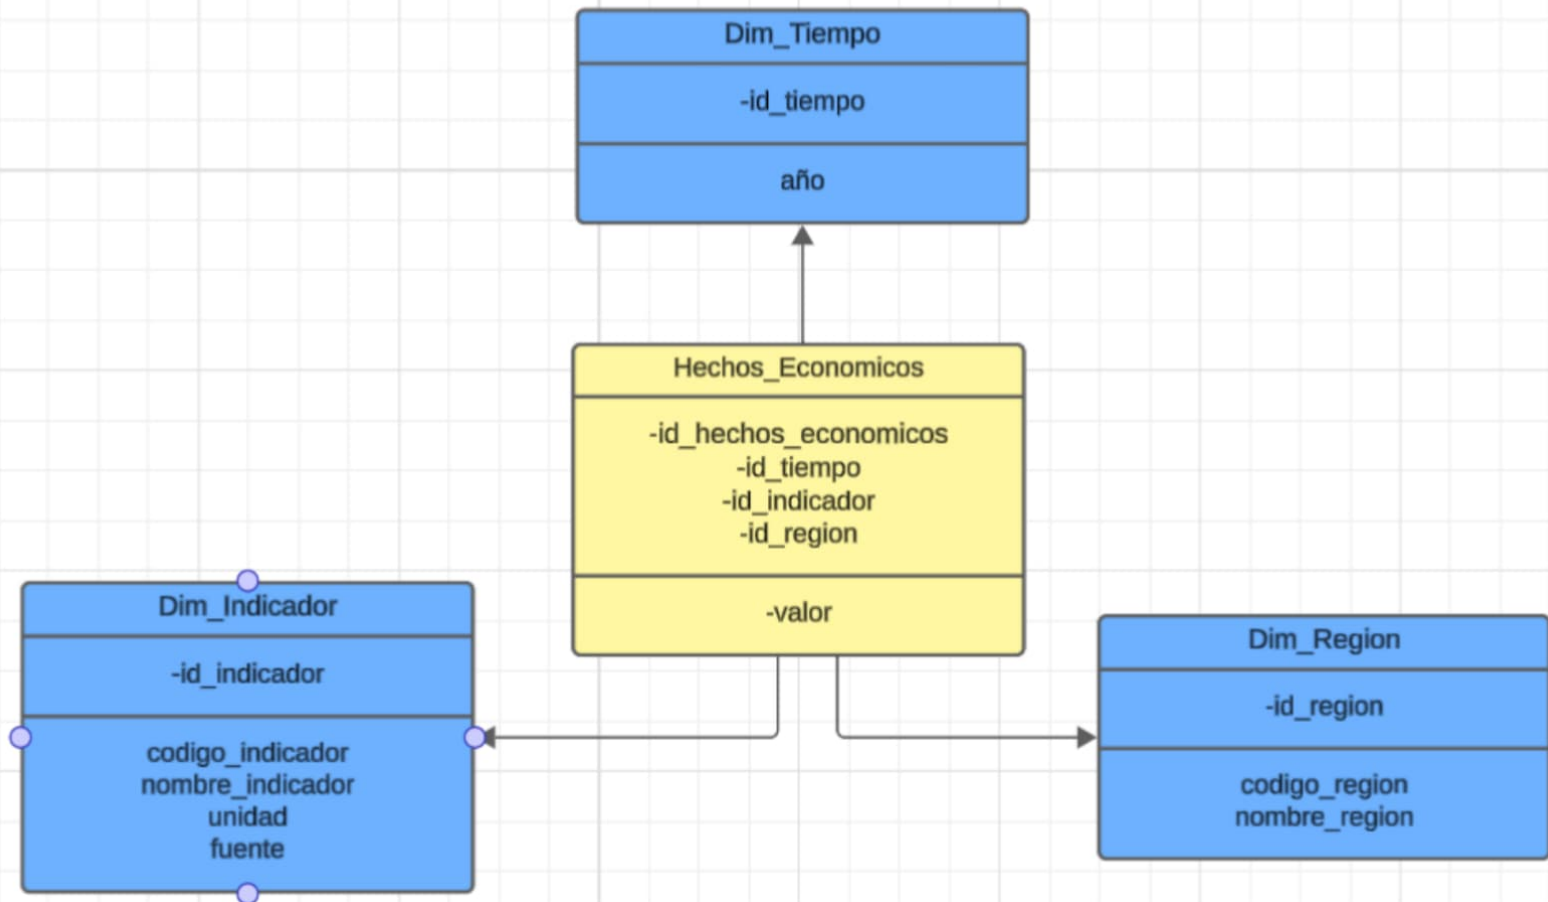 Dim_Tiempo
-id_tiempo
año
Hechos_Economicos
-id_hechos_economicos
-id_tiempo
-id_indicador
-id_region
-valor
Dim_Indicador
-id_indicador
codigo_indicador
nombre_indicador
unidad
fuente
Dim_Region
-id_region
codigo_region
nombre_region